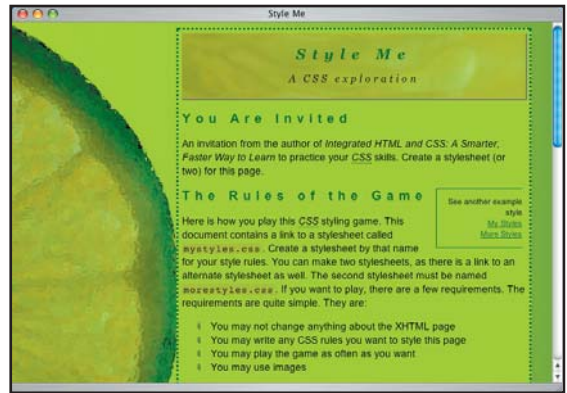 Style Me
Style Me
A CSS exploration
You Are Invited
An invitation from the author of Integrated HTML and CSS: A Smarter,
Faster Way to Learn to practice your CSS skills. Create a stylesheet (or
two) for this page.
The Rules of the Game
See another example
style
My Styles
More Styles
Here is how you play this CSS styling game. This
document contains a link to a stylesheet called
mystyles.css. Create a stylesheet by that name
for your style rules. You can make two stylesheets, as there is a link to an
alternate stylesheet as well. The second stylesheet must be named
morestyles.css. If you want to play, there are a few requirements. The
requirements are quite simple. They are:
You may not change anything about the XHTML page
You may write any CSS rules you want to style this page
You may play the game as often as you want
You may use images